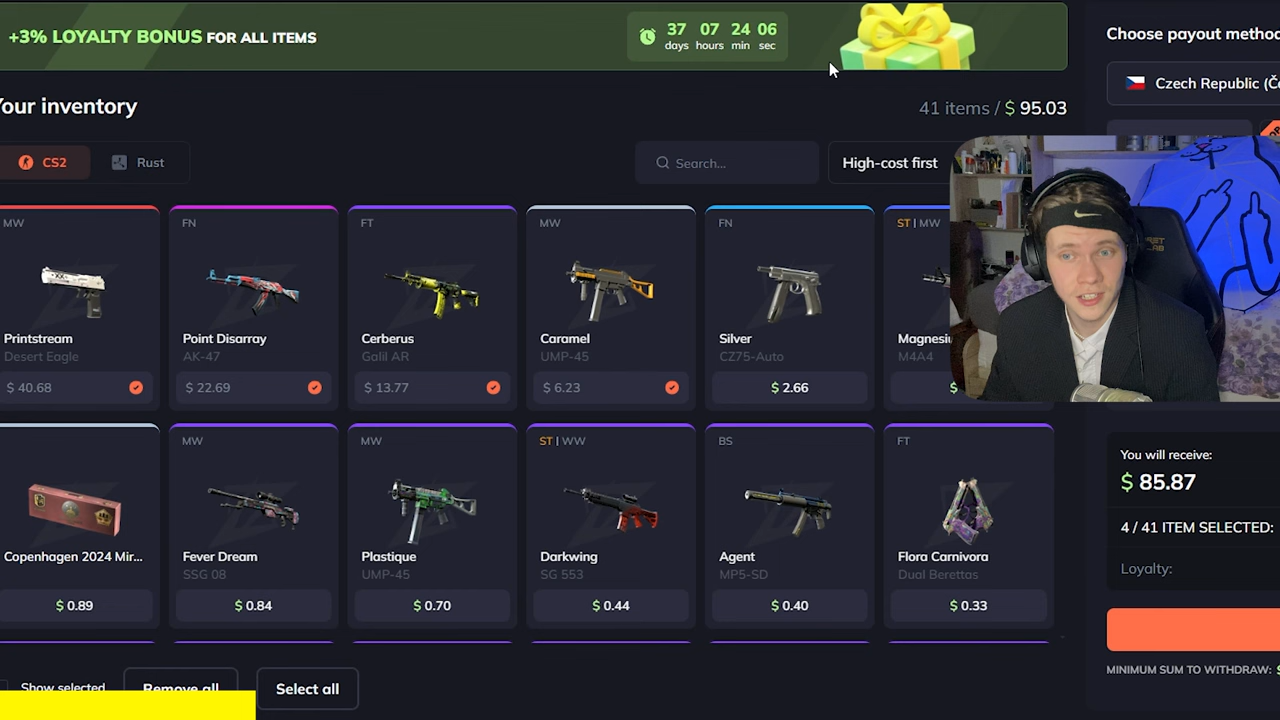 +3% LOYALTY BONUS FOR ALL ITEMS
37 07 24 06
days hours min sec
Choose payout method
Your inventory
41 items / $ 95.03
Czech Republic
CS2
Rust
Search...
High-cost first
MW
FN
FT
MW
FN
ST | MW
Printstream
Point Disarray
Cerberus
Caramel
Silver
Magnesiu
Desert Eagle
AK-47
Galil AR
UMP-45
CZ75-Auto
M4A4
$ 40.68
$ 22.69
$ 13.77
$ 6.23
$ 2.66
$
MW
MW
ST | WW
BS
FT
Copenhagen 2024 Mir...
Fever Dream
Plastique
Darkwing
Agent
Flora Carnivora
SSG 08
UMP-45
SG 553
MP5-SD
Dual Berettas
$ 0.89
$ 0.84
$ 0.70
$ 0.44
$ 0.40
$ 0.33
You will receive:
$ 85.87
4 / 41 ITEM SELECTED:
Loyalty:
MINIMUM SUM TO WITHDRAW: $
Show selected
Remove all
Select all